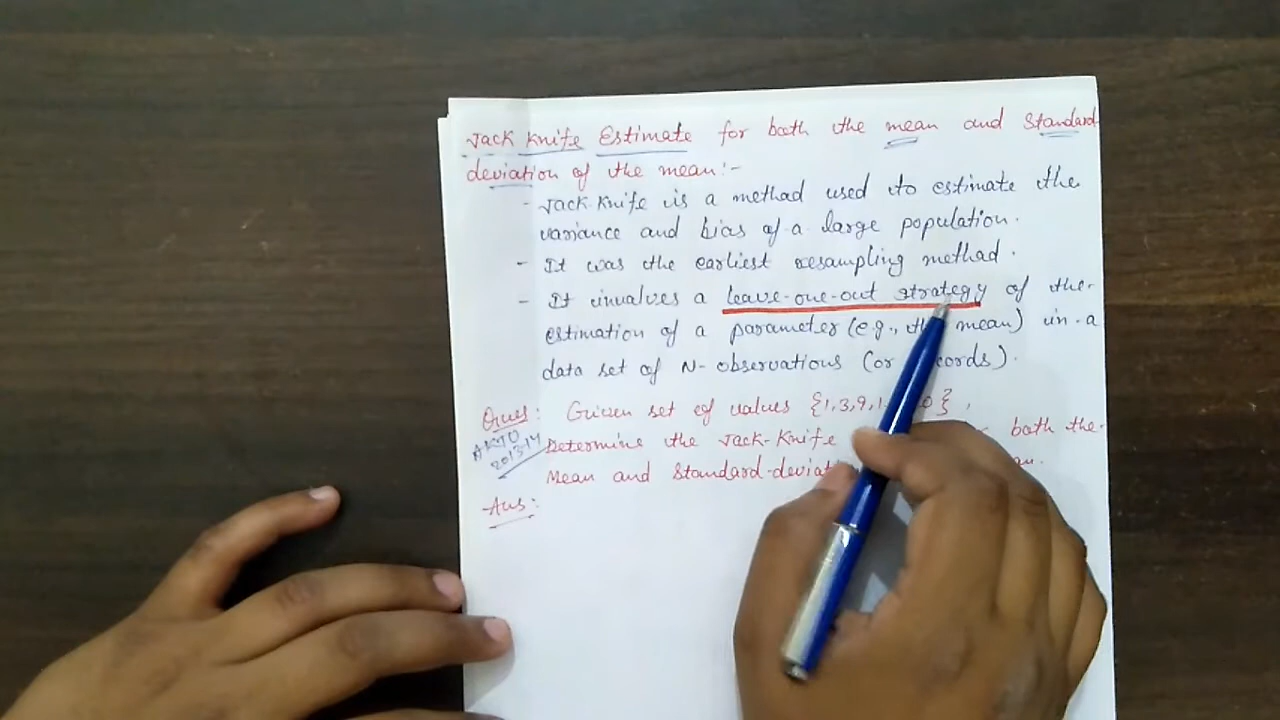 Jack Knife Estimate for both the mean and Standard
deviation of the mean:-
- Jack Knife is a method used to estimate the
variance and bias of a large population.
- It was the earliest resampling method.
- It involves a leave-one-out strategy of the
estimation of a parameter (e.g., the mean) in a
data set of N-observations (or
Ques: Given set of values {1,3,9,
AKTU
2013-14
Determine the Jack-Knife both the
Mean and Standard-deviat
Ans: